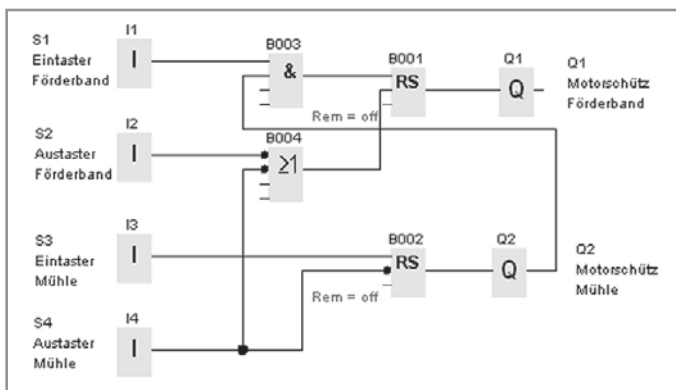 I1
S1
Eintaster
Förderband
I
B003
&
B001
RS
Rem = off
Q1
Q
Q1
Motorschütz
Förderband
I2
S2
Austaster
Förderband
I
B004
≥1
I3
S3
Eintaster
Mühle
I
B002
RS
Rem = off
Q2
Q
Q2
Motorschütz
Mühle
I4
S4
Austaster
Mühle
I